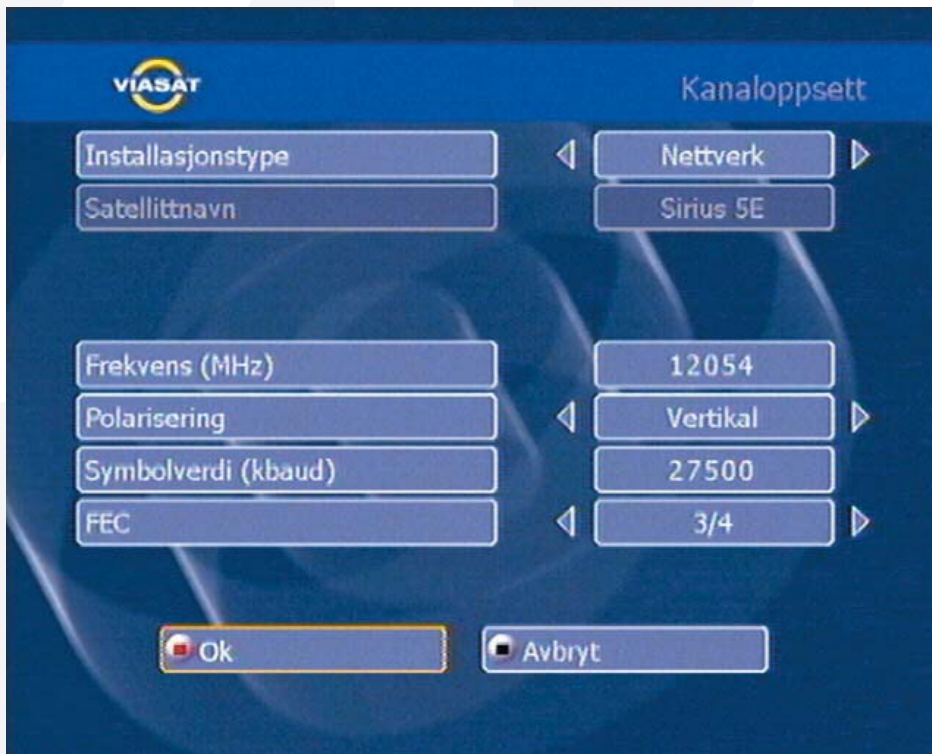 VIASAT
Kanaloppsett
Installasjonstype Nettverk
Satellittnavn Sirius 5E
Frekvens (MHz) 12054
Polarisering Vertikal
Symbolverdi (kbaud) 27500
FEC 3/4
Ok Avbryt